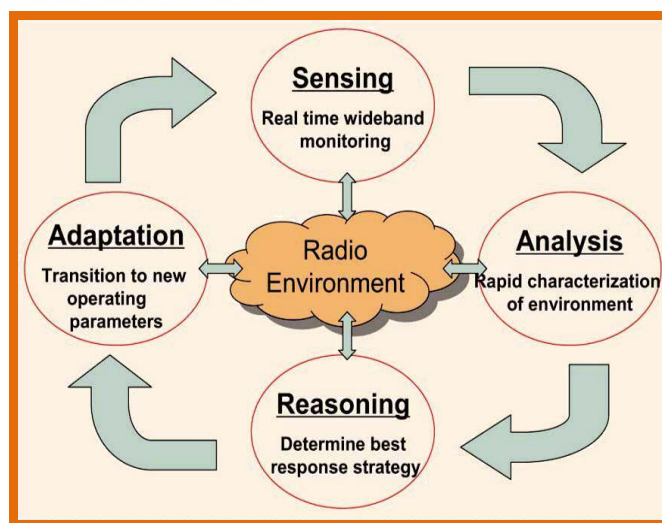 Sensing
Real time wideband
monitoring
Adaptation
Transition to new
operating
parameters
Radio
Environment
Analysis
Rapid characterization
of environment
Reasoning
Determine best
response strategy